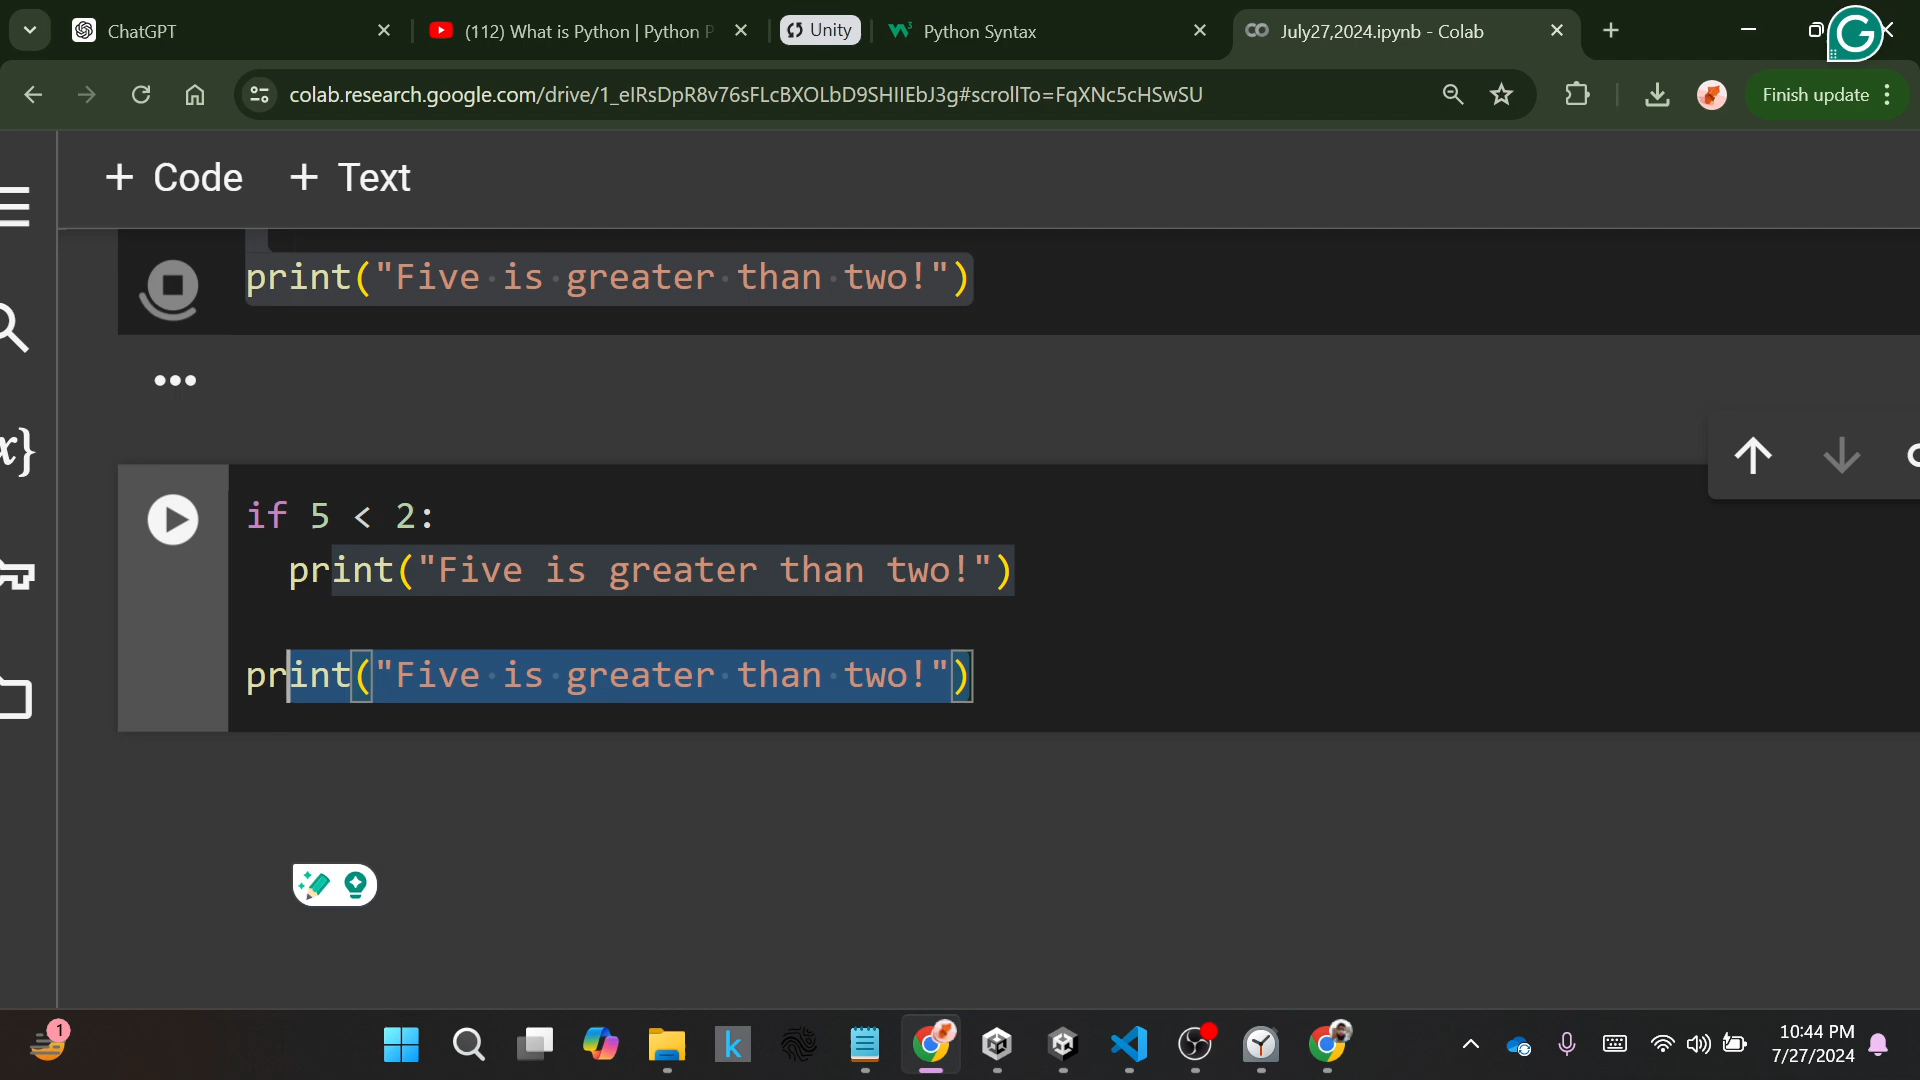 ChatGPT
(112) What is Python | Python P
Unity
Python Syntax
July27,2024.ipynb - Colab
colab.research.google.com/drive/1_eIRsDpR8v76sFLcBXOLbD9SHIIEbJ3g#scrollTo=FqXNc5cHSwSU
Finish update
+ Code
+ Text
print("Five is greater than two!")
if 5 < 2:
print("Five is greater than two!")
print("Five is greater than two!")
1
10:44 PM
7/27/2024